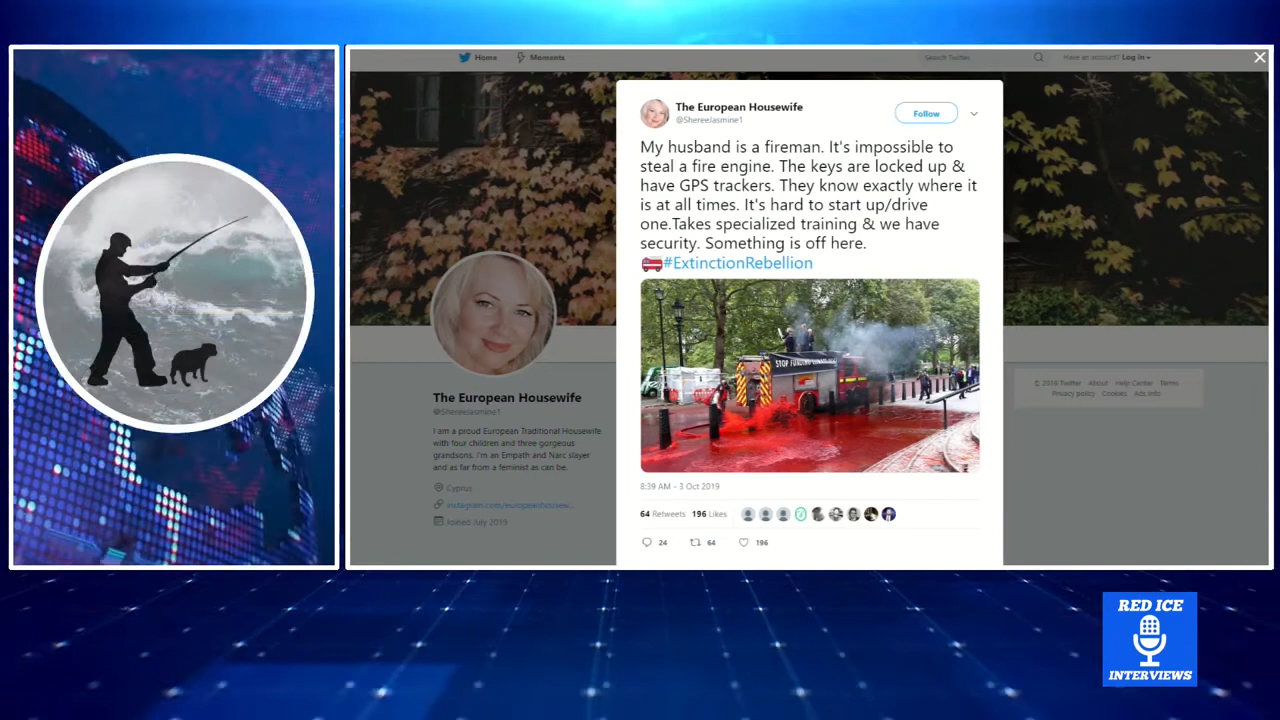 Home
Moments
Search Twitter
Have an account? Log in
The European Housewife
@ShereeJasmine1
Follow
My husband is a fireman. It's impossible to
steal a fire engine. The keys are locked up &
have GPS trackers. They know exactly where it
is at all times. It's hard to start up/drive
one.Takes specialized training & we have
security. Something is off here.
#ExtinctionRebellion
STOP FUNDING
8:39 AM - 3 Oct 2019
64 Retweets 196 Likes
24 64 196
The European Housewife
@ShereeJasmine1
I am a proud European Traditional Housewife
with four children and three gorgeous
grandsons. I'm an Empath and Narc slayer
and as far from a feminist as can be.
Cyprus
Joined July 2019
© 2019 Twitter About Help Center Terms
Privacy policy Cookies Ads info
RED ICE
INTERVIEWS